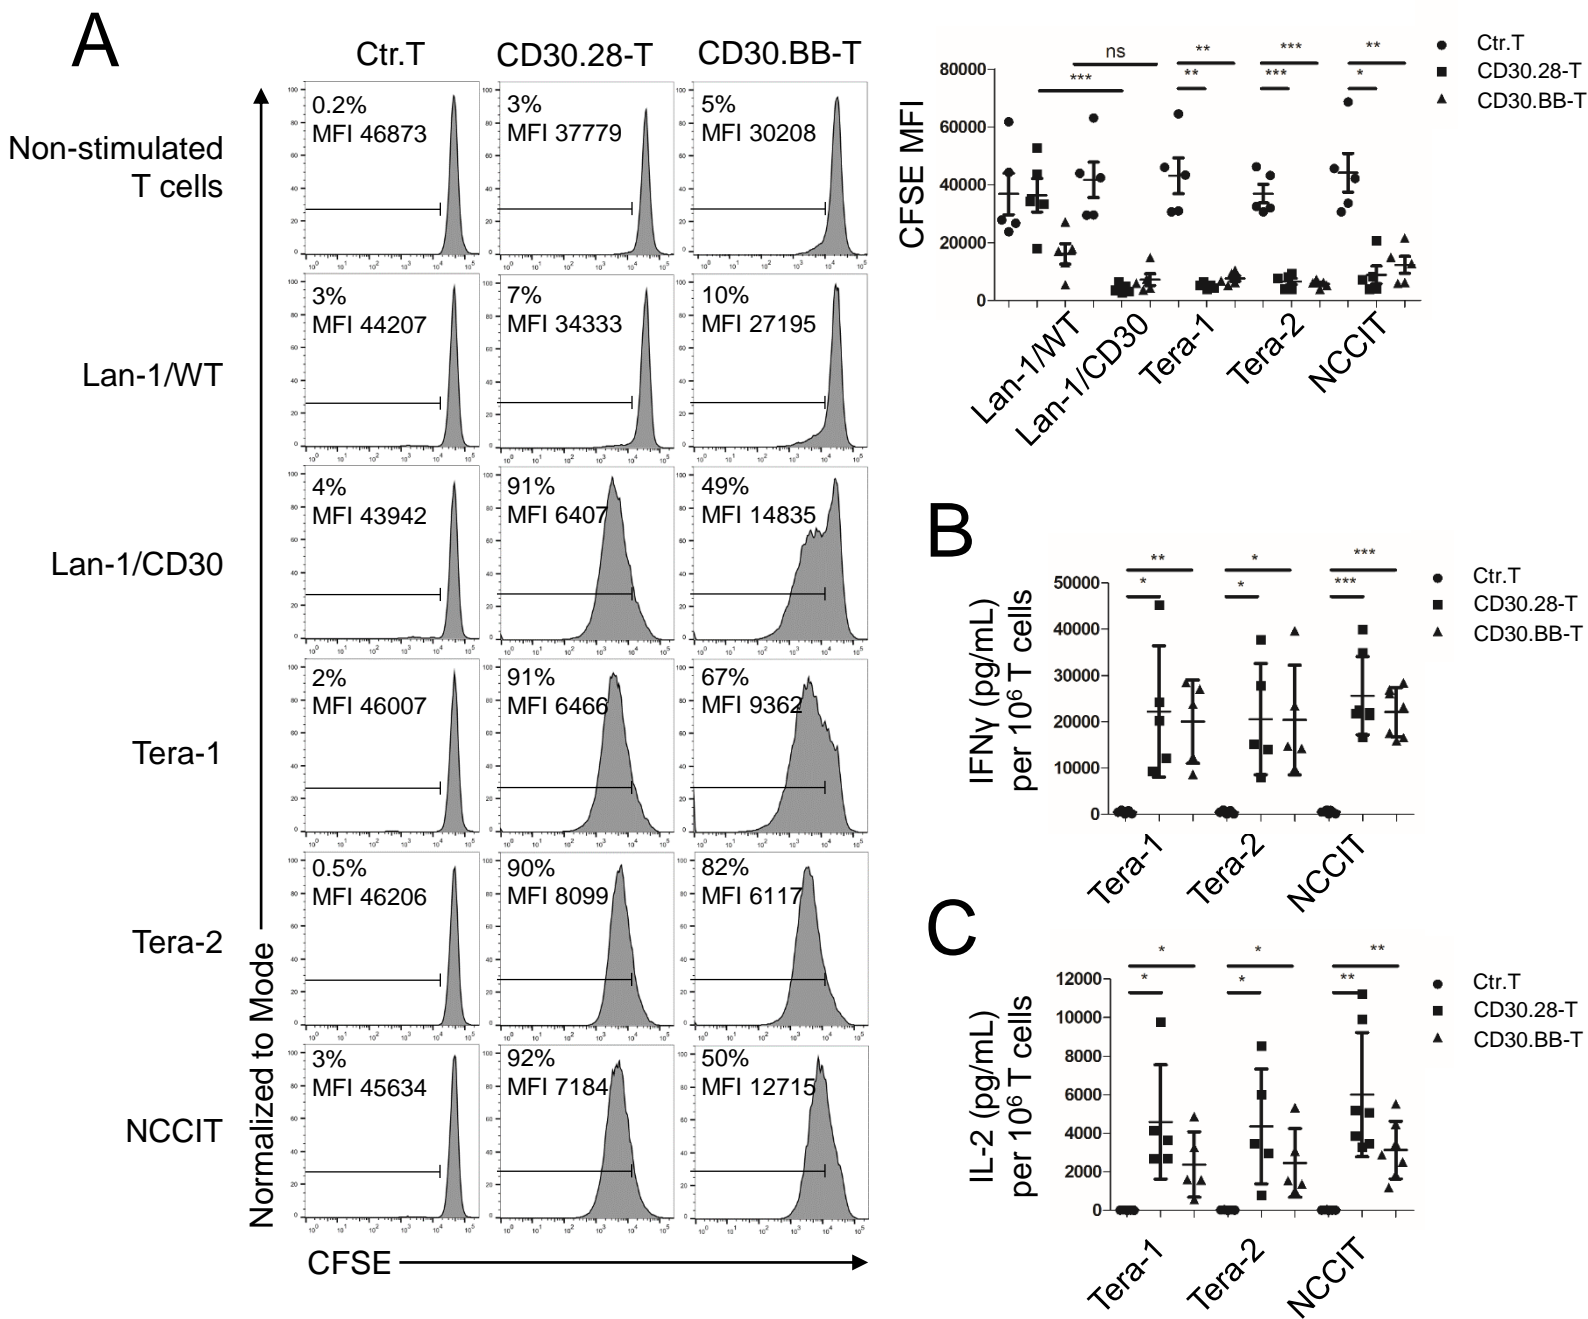 A
Ctr.T
CD30.28-T
CD30.BB-T
Non-stimulated
T cells
0.2%
MFI 46873
3%
MFI 37779
5%
MFI 30208
Lan-1/WT
3%
MFI 44207
7%
MFI 34333
10%
MFI 27195
Lan-1/CD30
4%
MFI 43942
91%
MFI 6407
49%
MFI 14835
Tera-1
2%
MFI 46007
91%
MFI 6466
67%
MFI 9362
Tera-2
0.5%
MFI 46206
90%
MFI 8099
82%
MFI 6117
NCCIT
3%
MFI 45634
92%
MFI 7184
50%
MFI 12715
Normalized to Mode
CFSE
CFSE MFI
80000
60000
40000
20000
0
ns
***
**
**
***
***
**
*
Lan-1/WT
Lan-1/CD30
Tera-1
Tera-2
NCCIT
Ctr.T
CD30.28-T
CD30.BB-T
B
IFNγ (pg/mL)
per 10⁶ T cells
50000
40000
30000
20000
10000
0
**
*
*
*
***
***
Tera-1
Tera-2
NCCIT
Ctr.T
CD30.28-T
CD30.BB-T
C
IL-2 (pg/mL)
per 10⁶ T cells
12000
10000
8000
6000
4000
2000
0
*
*
*
*
**
**
Tera-1
Tera-2
NCCIT
Ctr.T
CD30.28-T
CD30.BB-T